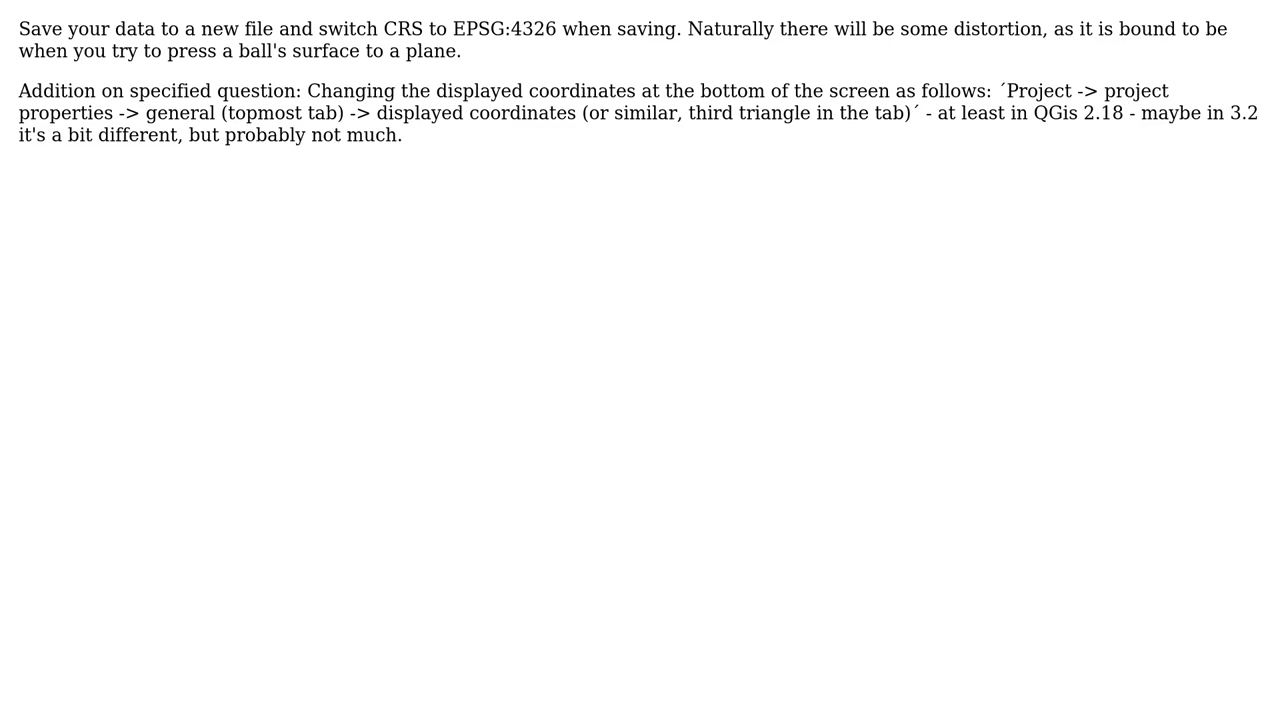 Save your data to a new file and switch CRS to EPSG:4326 when saving. Naturally there will be some distortion, as it is bound to be
when you try to press a ball's surface to a plane.
Addition on specified question: Changing the displayed coordinates at the bottom of the screen as follows: ´Project -> project
properties -> general (topmost tab) -> displayed coordinates (or similar, third triangle in the tab)´ - at least in QGis 2.18 - maybe in 3.2
it's a bit different, but probably not much.